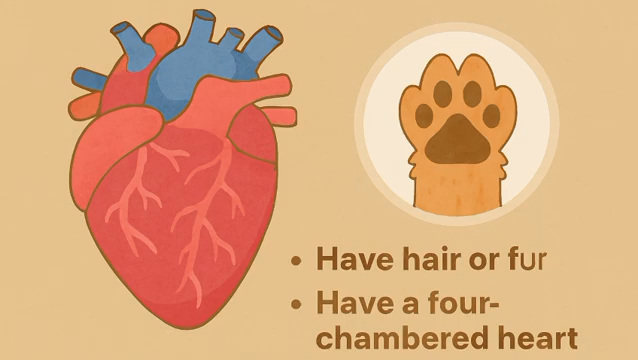 • Have hair or fur
• Have a four-
chambered heart